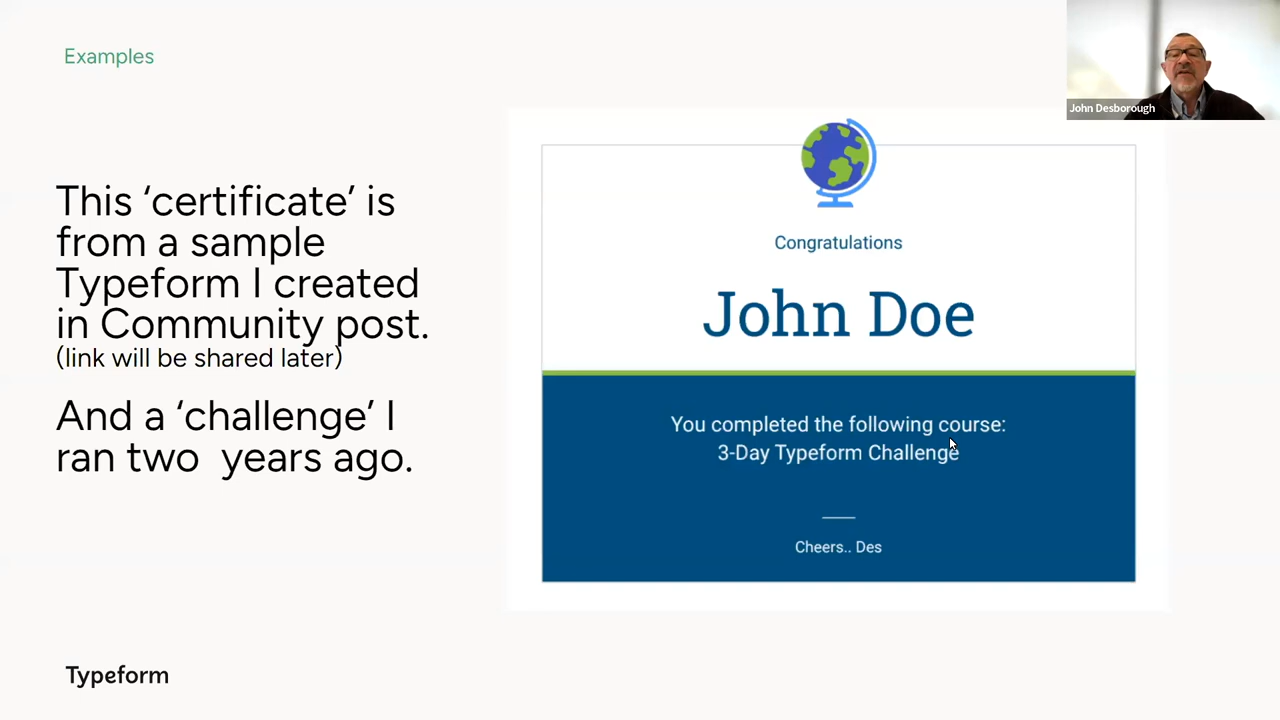 Examples
John Desborough
This ‘certificate’ is
from a sample
Typeform I created
in Community post.
(link will be shared later)
And a ‘challenge’ I
ran two  years ago.
Congratulations
John Doe
You completed the following course:
3-Day Typeform Challenge
Cheers.. Des
Typeform